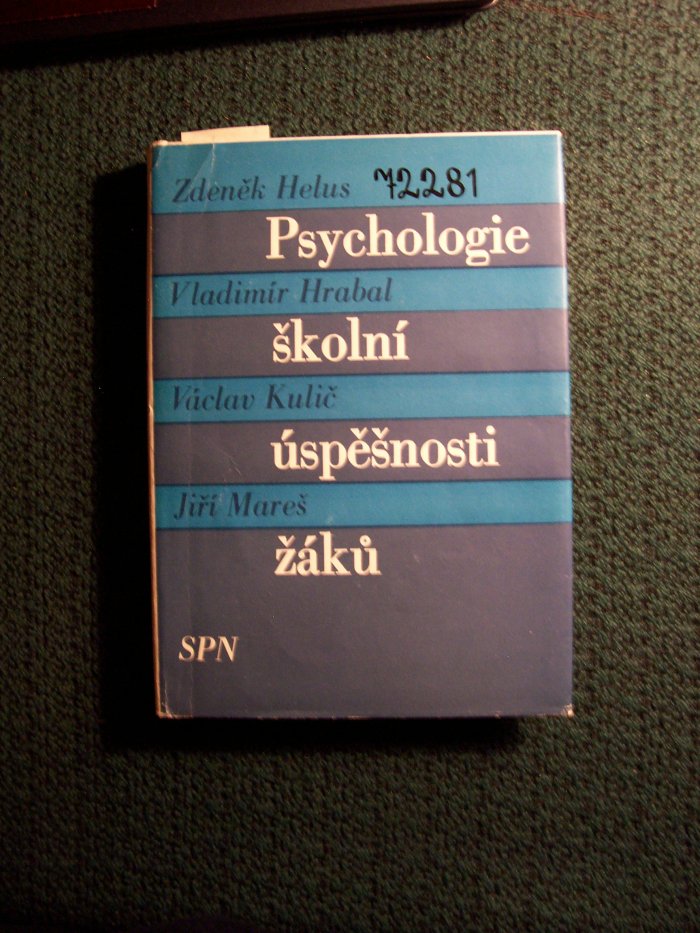 Zdeněk Helus 72281
Psychologie
Vladimír Hrabal
školní
Václav Kulič
úspěšnosti
Jiří Mareš
žáků
SPN